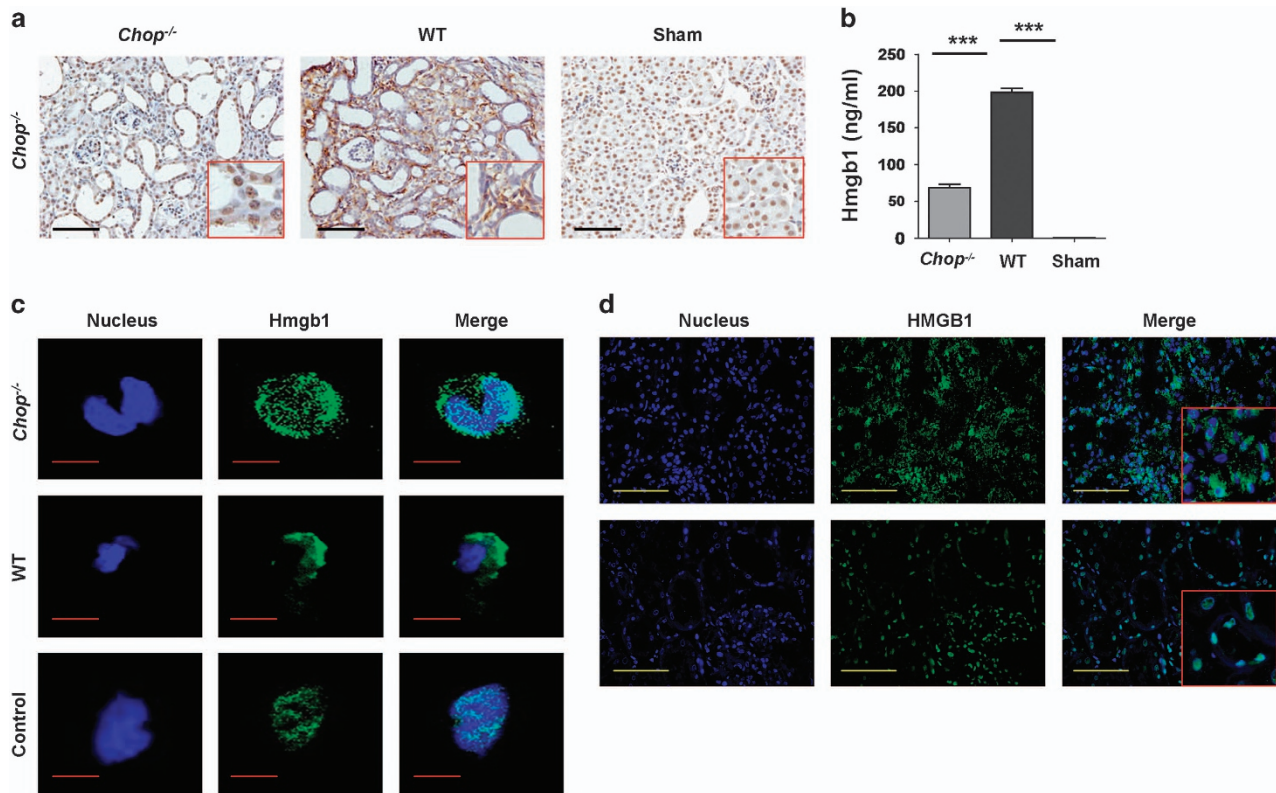 a
Chop-/- WT Sham
Chop-/-
b
*** ***
Hmgb1 (ng/ml)
250
200
150
100
50
0
Chop-/- WT Sham
c
Nucleus Hmgb1 Merge
Chop-/-
WT
Control
d
Nucleus HMGB1 Merge